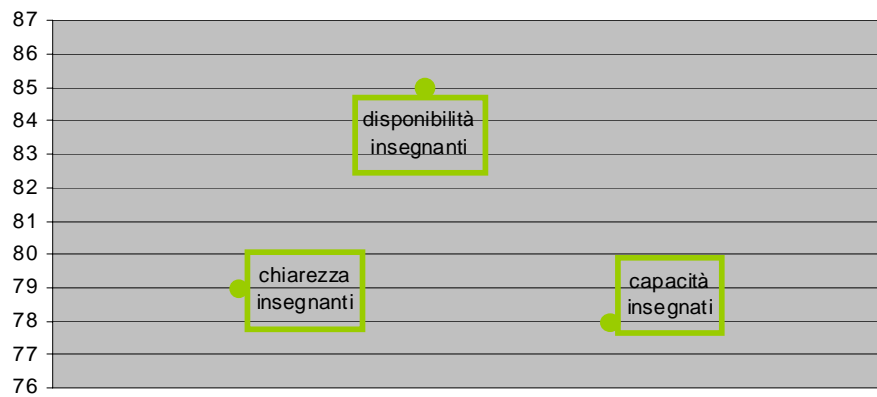 87
86
85
84
83
82
81
80
79
78
77
76
disponibilità
insegnanti
chiarezza
insegnanti
capacità
insegnati